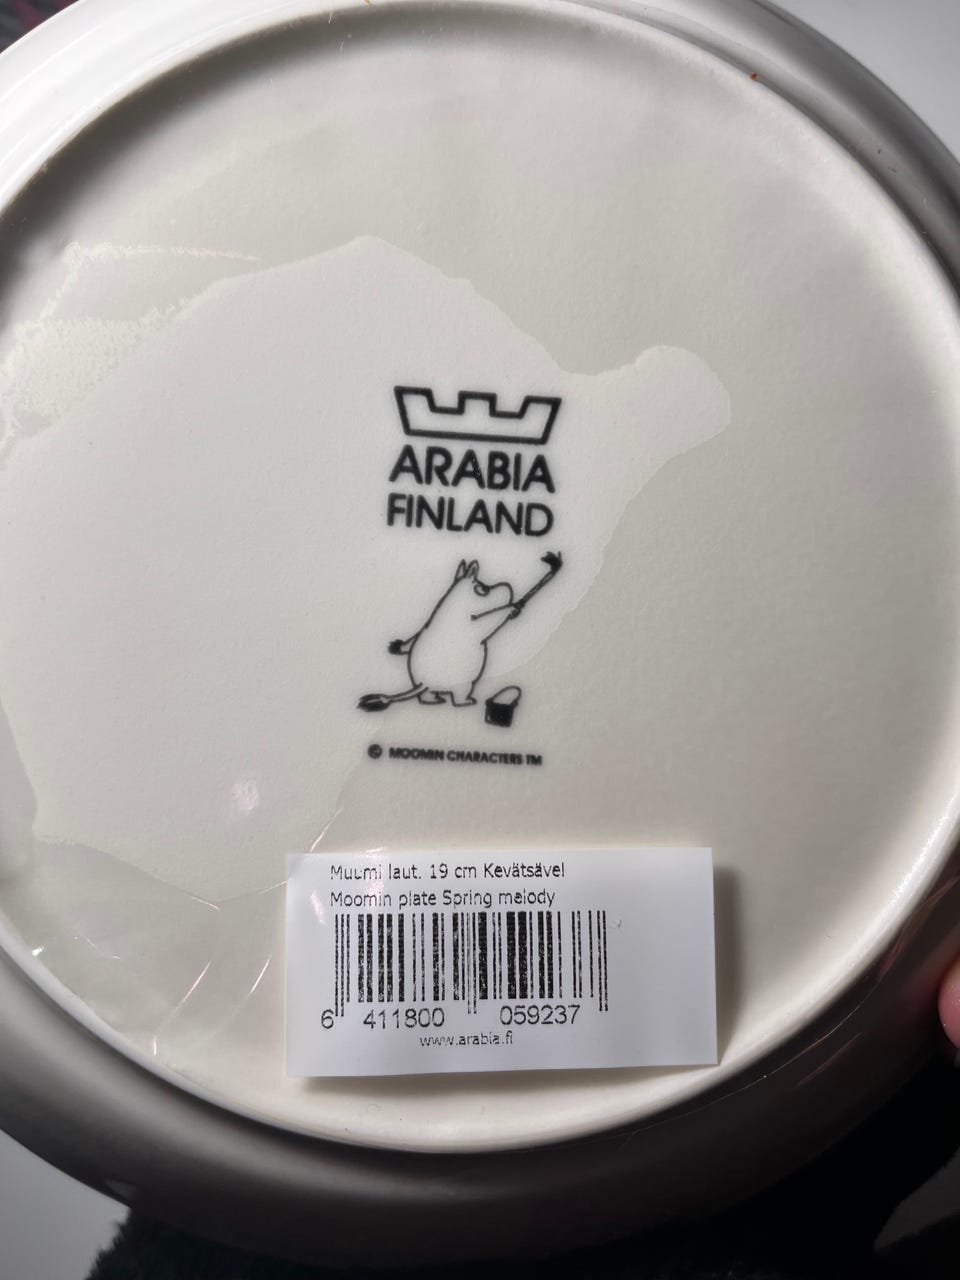 ARABIA
FINLAND
© MOOMIN CHARACTERS TM
Muumi laut. 19 cm Kevätsävel
Moomin plate Spring melody
6 411800 059237
www.arabia.fi